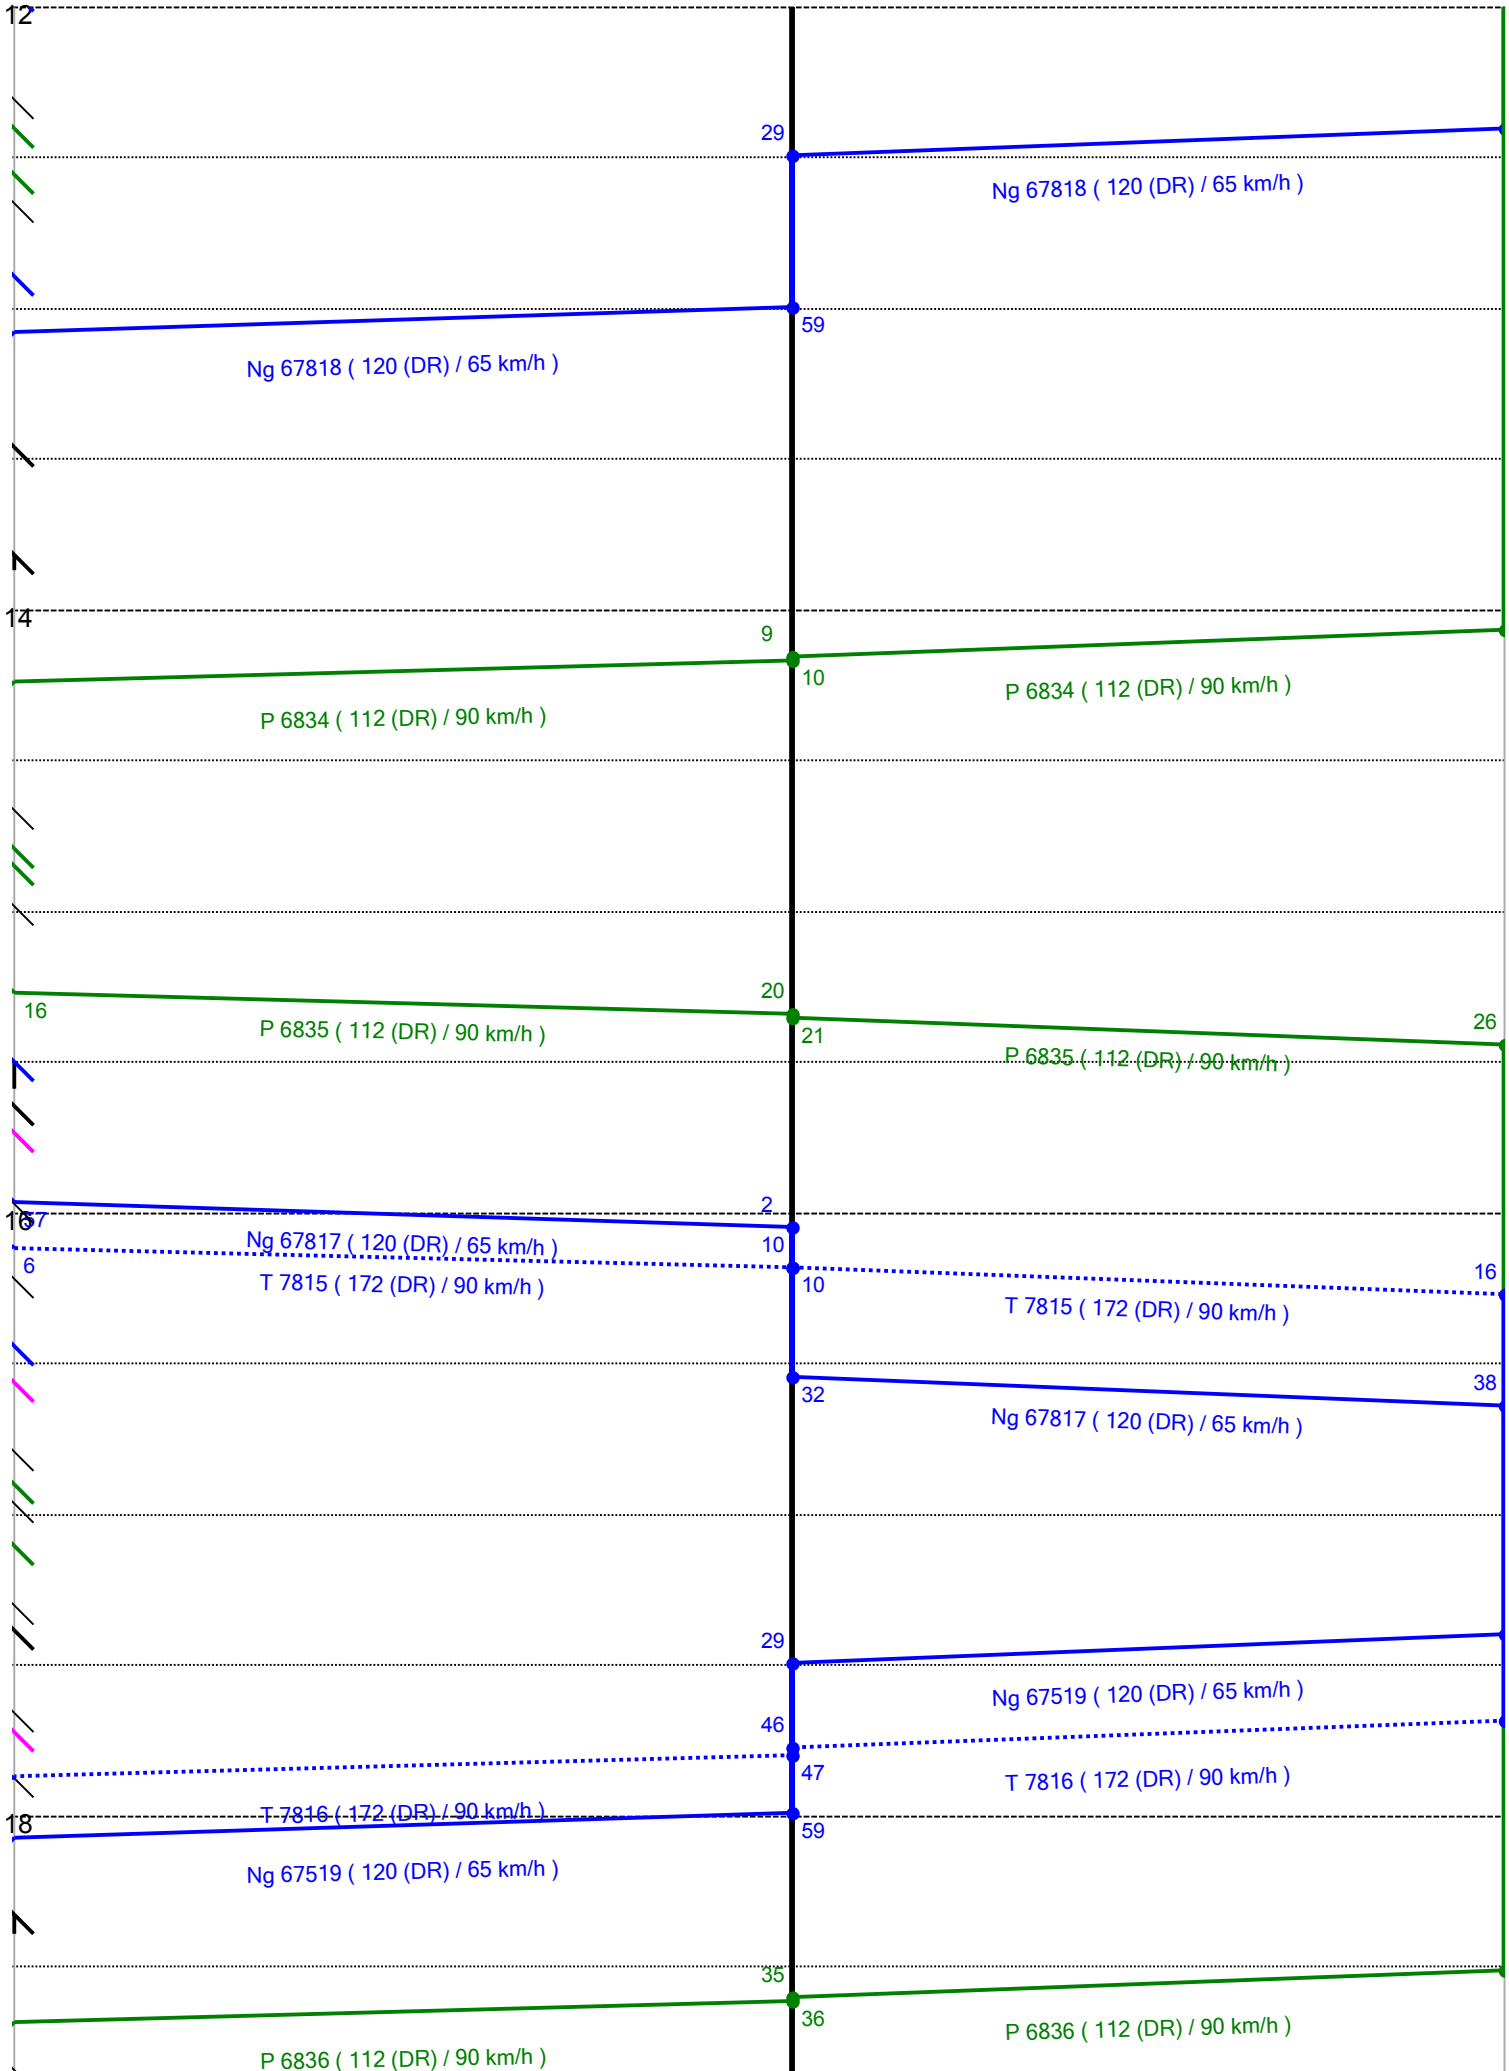 12
29
Ng 67818 ( 120 (DR) / 65 km/h )
59
Ng 67818 ( 120 (DR) / 65 km/h )
14
9
10
P 6834 ( 112 (DR) / 90 km/h )
P 6834 ( 112 (DR) / 90 km/h )
20
16
26
P 6835 ( 112 (DR) / 90 km/h )
21
P 6835 ( 112 (DR) / 90 km/h )
2
16
57
Ng 67817 ( 120 (DR) / 65 km/h )
10
6
16
T 7815 ( 172 (DR) / 90 km/h )
10
T 7815 ( 172 (DR) / 90 km/h )
38
32
Ng 67817 ( 120 (DR) / 65 km/h )
29
Ng 67519 ( 120 (DR) / 65 km/h )
46
47
T 7816 ( 172 (DR) / 90 km/h )
T 7816 ( 172 (DR) / 90 km/h )
18
59
Ng 67519 ( 120 (DR) / 65 km/h )
35
36
P 6836 ( 112 (DR) / 90 km/h )
P 6836 ( 112 (DR) / 90 km/h )